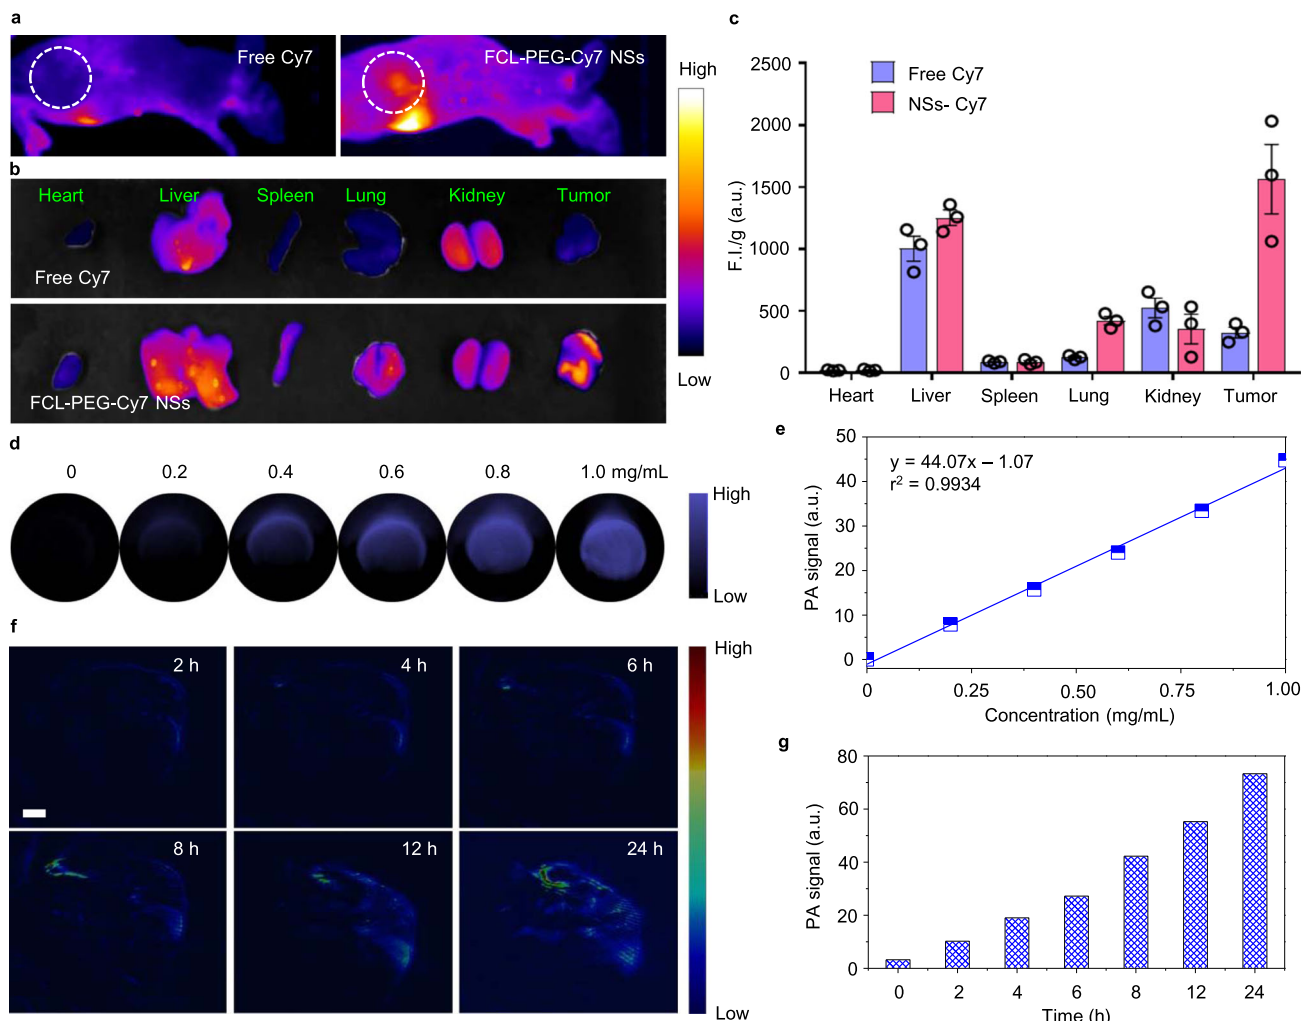 a
Free Cy7
FCL-PEG-Cy7 NSs
High
Low
b
Heart Liver Spleen Lung Kidney Tumor
Free Cy7
FCL-PEG-Cy7 NSs
c
Free Cy7
NSs- Cy7
F.I./g (a.u.)
2500
2000
1500
1000
500
0
Heart Liver Spleen Lung Kidney Tumor
d
0 0.2 0.4 0.6 0.8 1.0 mg/mL
High
Low
e
y = 44.07x – 1.07
r² = 0.9934
PA signal (a.u.)
50
40
30
20
10
0
0 0.25 0.50 0.75 1.00
Concentration (mg/mL)
f
2 h 4 h 6 h
8 h 12 h 24 h
High
Low
g
PA signal (a.u.)
80
60
40
20
0
0 2 4 6 8 12 24
Time (h)